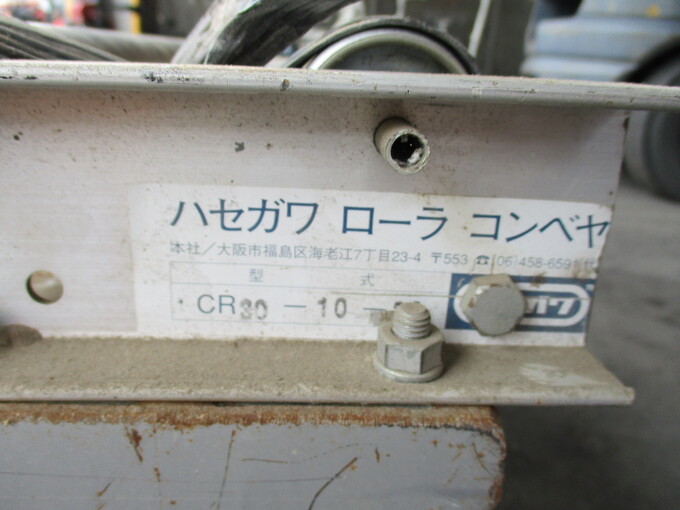 ハセガワ ローラ コンベヤ
本社/大阪市福島区海老江7丁目23-4 〒553 ☎(06)458-6591
型 式
CR30-10-